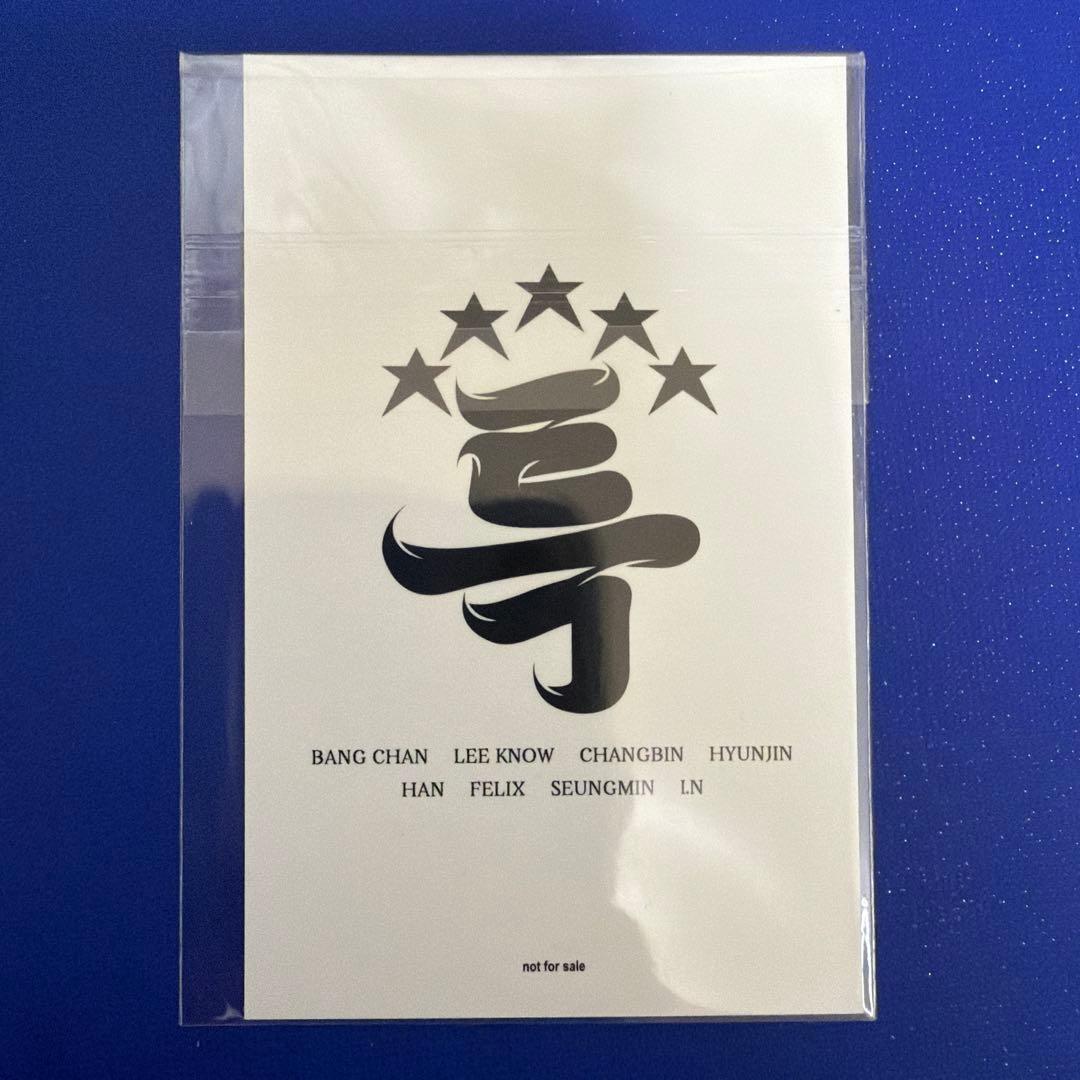 특
BANG CHAN LEE KNOW CHANGBIN HYUNJIN
HAN FELIX SEUNGMIN I.N
not for sale